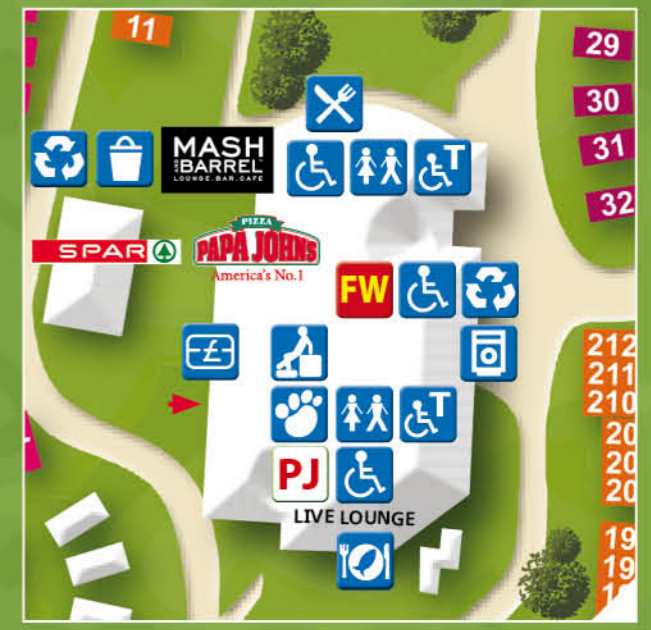 11
29
30
31
32
MASH
AND BARREL
LOUNGE.BAR.CAFE
T
SPAR
PIZZA
PAPA JOHNS
America's No.1
FW
£
212
211
210
T
PJ
LIVE LOUNGE